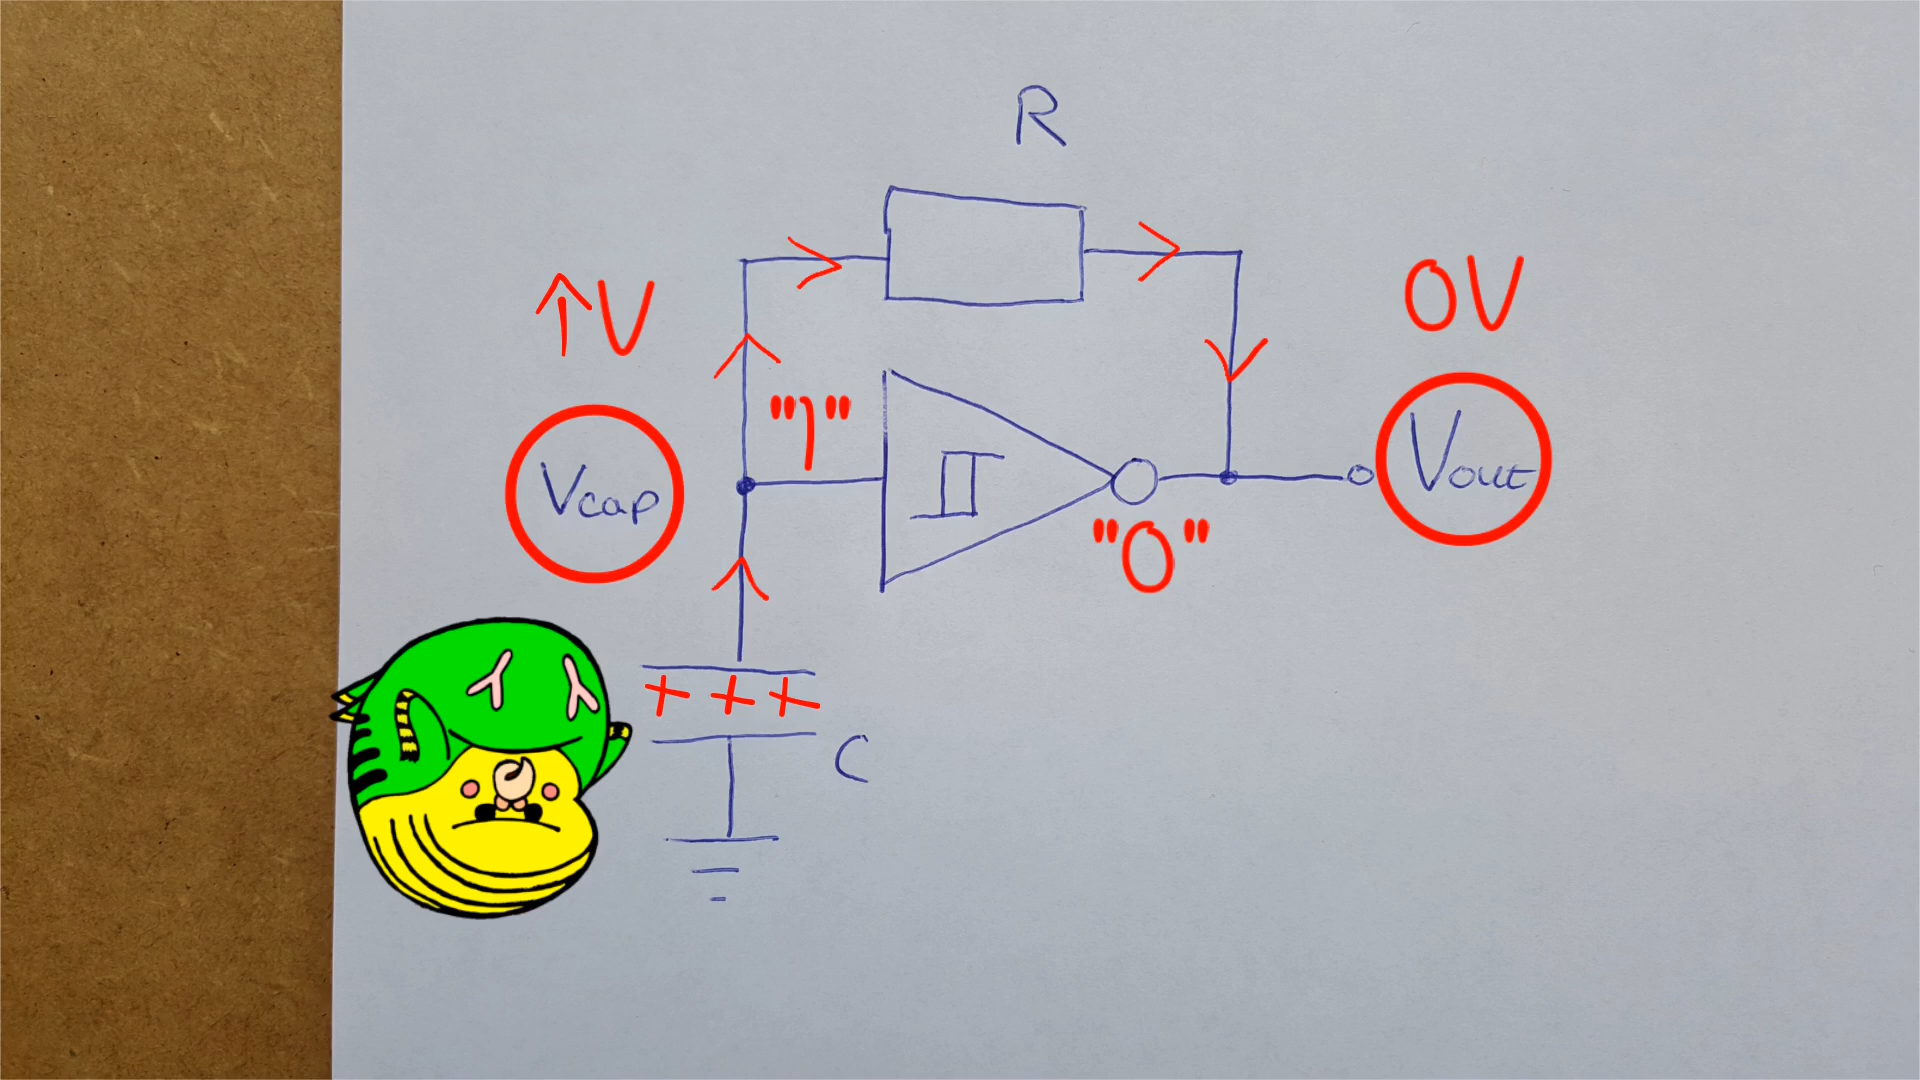 R
↑V
0V
"1"
Vcap
Vout
"0"
+ + +
C